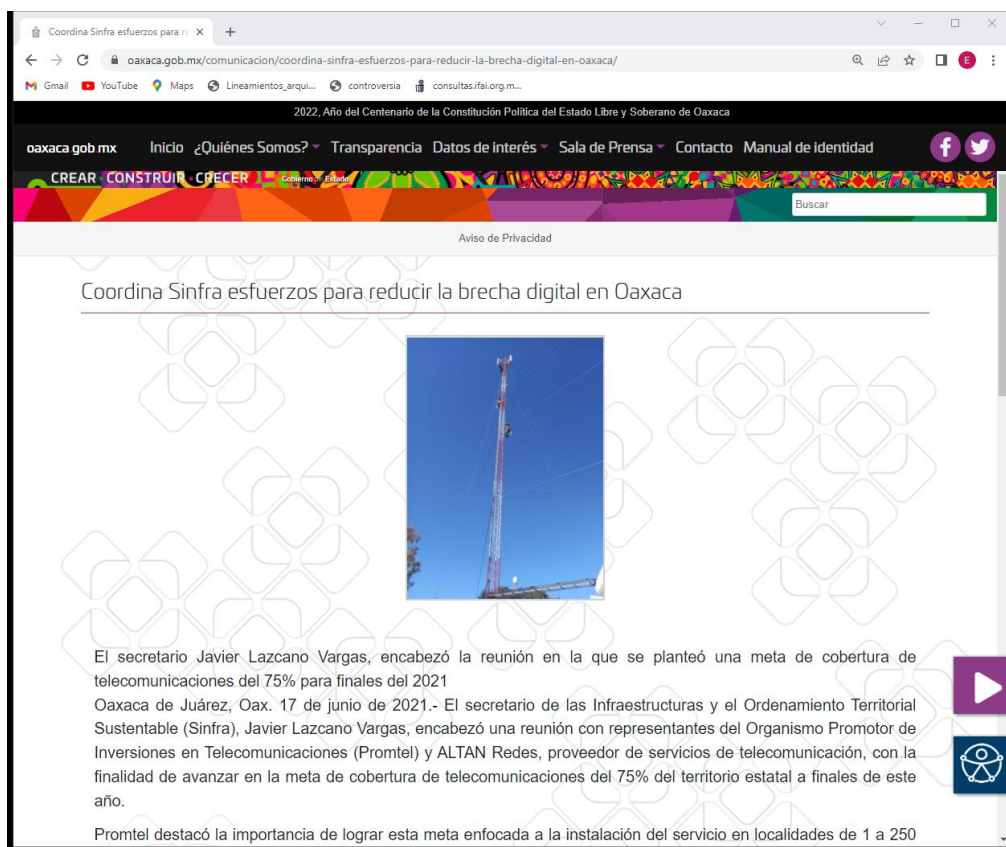 Coordina Sinfra esfuerzos para r
oaxaca.gob.mx/comunicacion/coordina-sinfra-esfuerzos-para-reducir-la-brecha-digital-en-oaxaca/
E
Gmail YouTube Maps Lineamientos_arqui... controversia consultas.ifai.org.m...
2022, Año del Centenario de la Constitución Política del Estado Libre y Soberano de Oaxaca
oaxaca gob mx Inicio ¿Quiénes Somos? Transparencia Datos de interés Sala de Prensa Contacto Manual de identidad
CREAR CONSTRUIR CRECER Gobierno Estado
Buscar
Aviso de Privacidad
Coordina Sinfra esfuerzos para reducir la brecha digital en Oaxaca
El secretario Javier Lazcano Vargas, encabezó la reunión en la que se planteó una meta de cobertura de
telecomunicaciones del 75% para finales del 2021
Oaxaca de Juárez, Oax. 17 de junio de 2021.- El secretario de las Infraestructuras y el Ordenamiento Territorial
Sustentable (Sinfra), Javier Lazcano Vargas, encabezó una reunión con representantes del Organismo Promotor de
Inversiones en Telecomunicaciones (Promtel) y ALTAN Redes, proveedor de servicios de telecomunicación, con la
finalidad de avanzar en la meta de cobertura de telecomunicaciones del 75% del territorio estatal a finales de este
año.
Promtel destacó la importancia de lograr esta meta enfocada a la instalación del servicio en localidades de 1 a 250